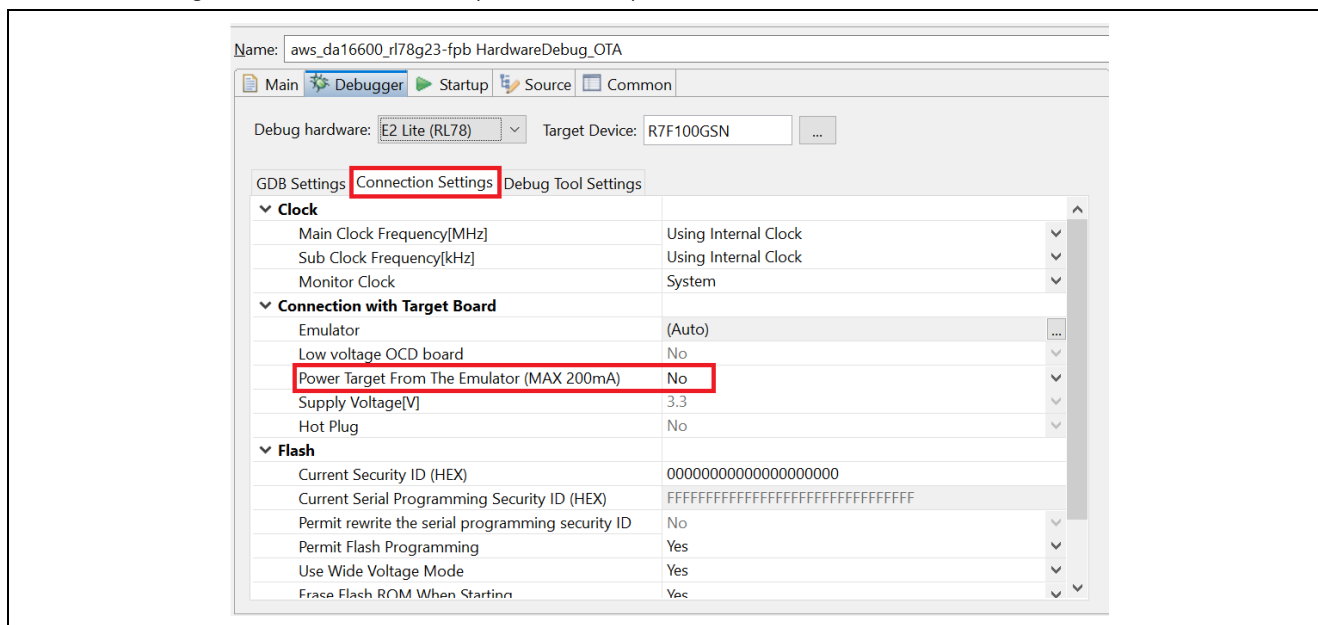 Name: aws_da16600_rl78g23-fpb HardwareDebug_OTA
Main Debugger Startup Source Common
Debug hardware: E2 Lite (RL78) Target Device: R7F100GSN ...
GDB Settings Connection Settings Debug Tool Settings
Clock
Main Clock Frequency[MHz] Using Internal Clock
Sub Clock Frequency[kHz] Using Internal Clock
Monitor Clock System
Connection with Target Board
Emulator (Auto) ...
Low voltage OCD board No
Power Target From The Emulator (MAX 200mA) No
Supply Voltage[V] 3.3
Hot Plug No
Flash
Current Security ID (HEX) 00000000000000000000
Current Serial Programming Security ID (HEX) FFFFFFFFFFFFFFFFFFFFFFFFFFFFFFFF
Permit rewrite the serial programming security ID No
Permit Flash Programming Yes
Use Wide Voltage Mode Yes
Erase Flash ROM When Starting Yes